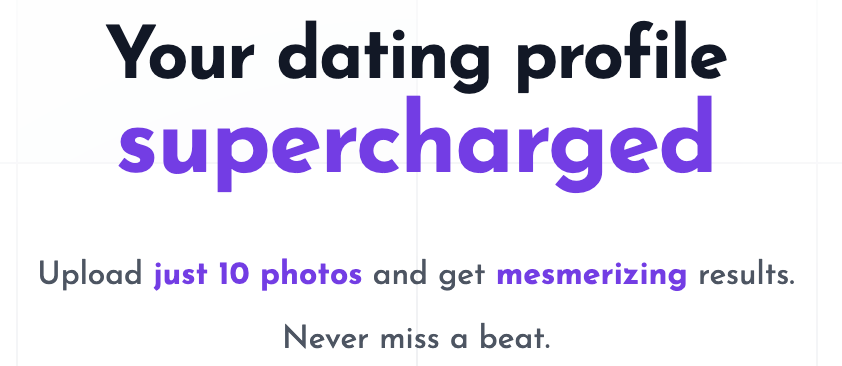 Your dating profile
supercharged
Upload just 10 photos and get mesmerizing results.
Never miss a beat.